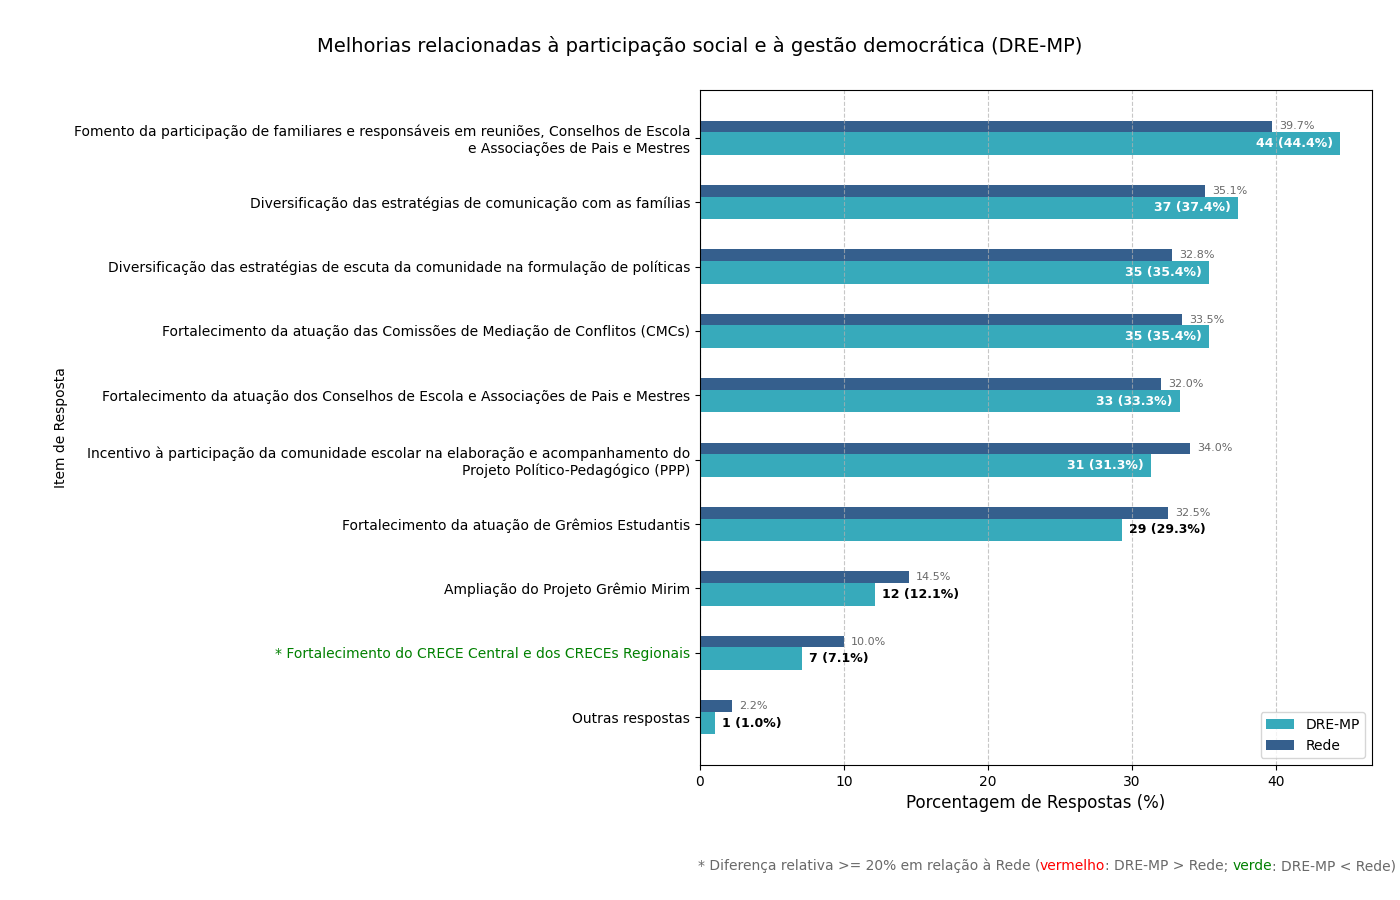 Melhorias relacionadas à participação social e à gestão democrática (DRE-MP)
Item de Resposta
Fomento da participação de familiares e responsáveis em reuniões, Conselhos de Escola
e Associações de Pais e Mestres
39.7%
44 (44.4%)
Diversificação das estratégias de comunicação com as famílias
35.1%
37 (37.4%)
Diversificação das estratégias de escuta da comunidade na formulação de políticas
32.8%
35 (35.4%)
Fortalecimento da atuação das Comissões de Mediação de Conflitos (CMCs)
33.5%
35 (35.4%)
Fortalecimento da atuação dos Conselhos de Escola e Associações de Pais e Mestres
32.0%
33 (33.3%)
Incentivo à participação da comunidade escolar na elaboração e acompanhamento do
Projeto Político-Pedagógico (PPP)
34.0%
31 (31.3%)
Fortalecimento da atuação de Grêmios Estudantis
32.5%
29 (29.3%)
Ampliação do Projeto Grêmio Mirim
14.5%
12 (12.1%)
* Fortalecimento do CRECE Central e dos CRECEs Regionais
10.0%
7 (7.1%)
Outras respostas
2.2%
1 (1.0%)
DRE-MP
Rede
0 10 20 30 40
Porcentagem de Respostas (%)
* Diferença relativa >= 20% em relação à Rede (vermelho: DRE-MP > Rede; verde: DRE-MP < Rede)